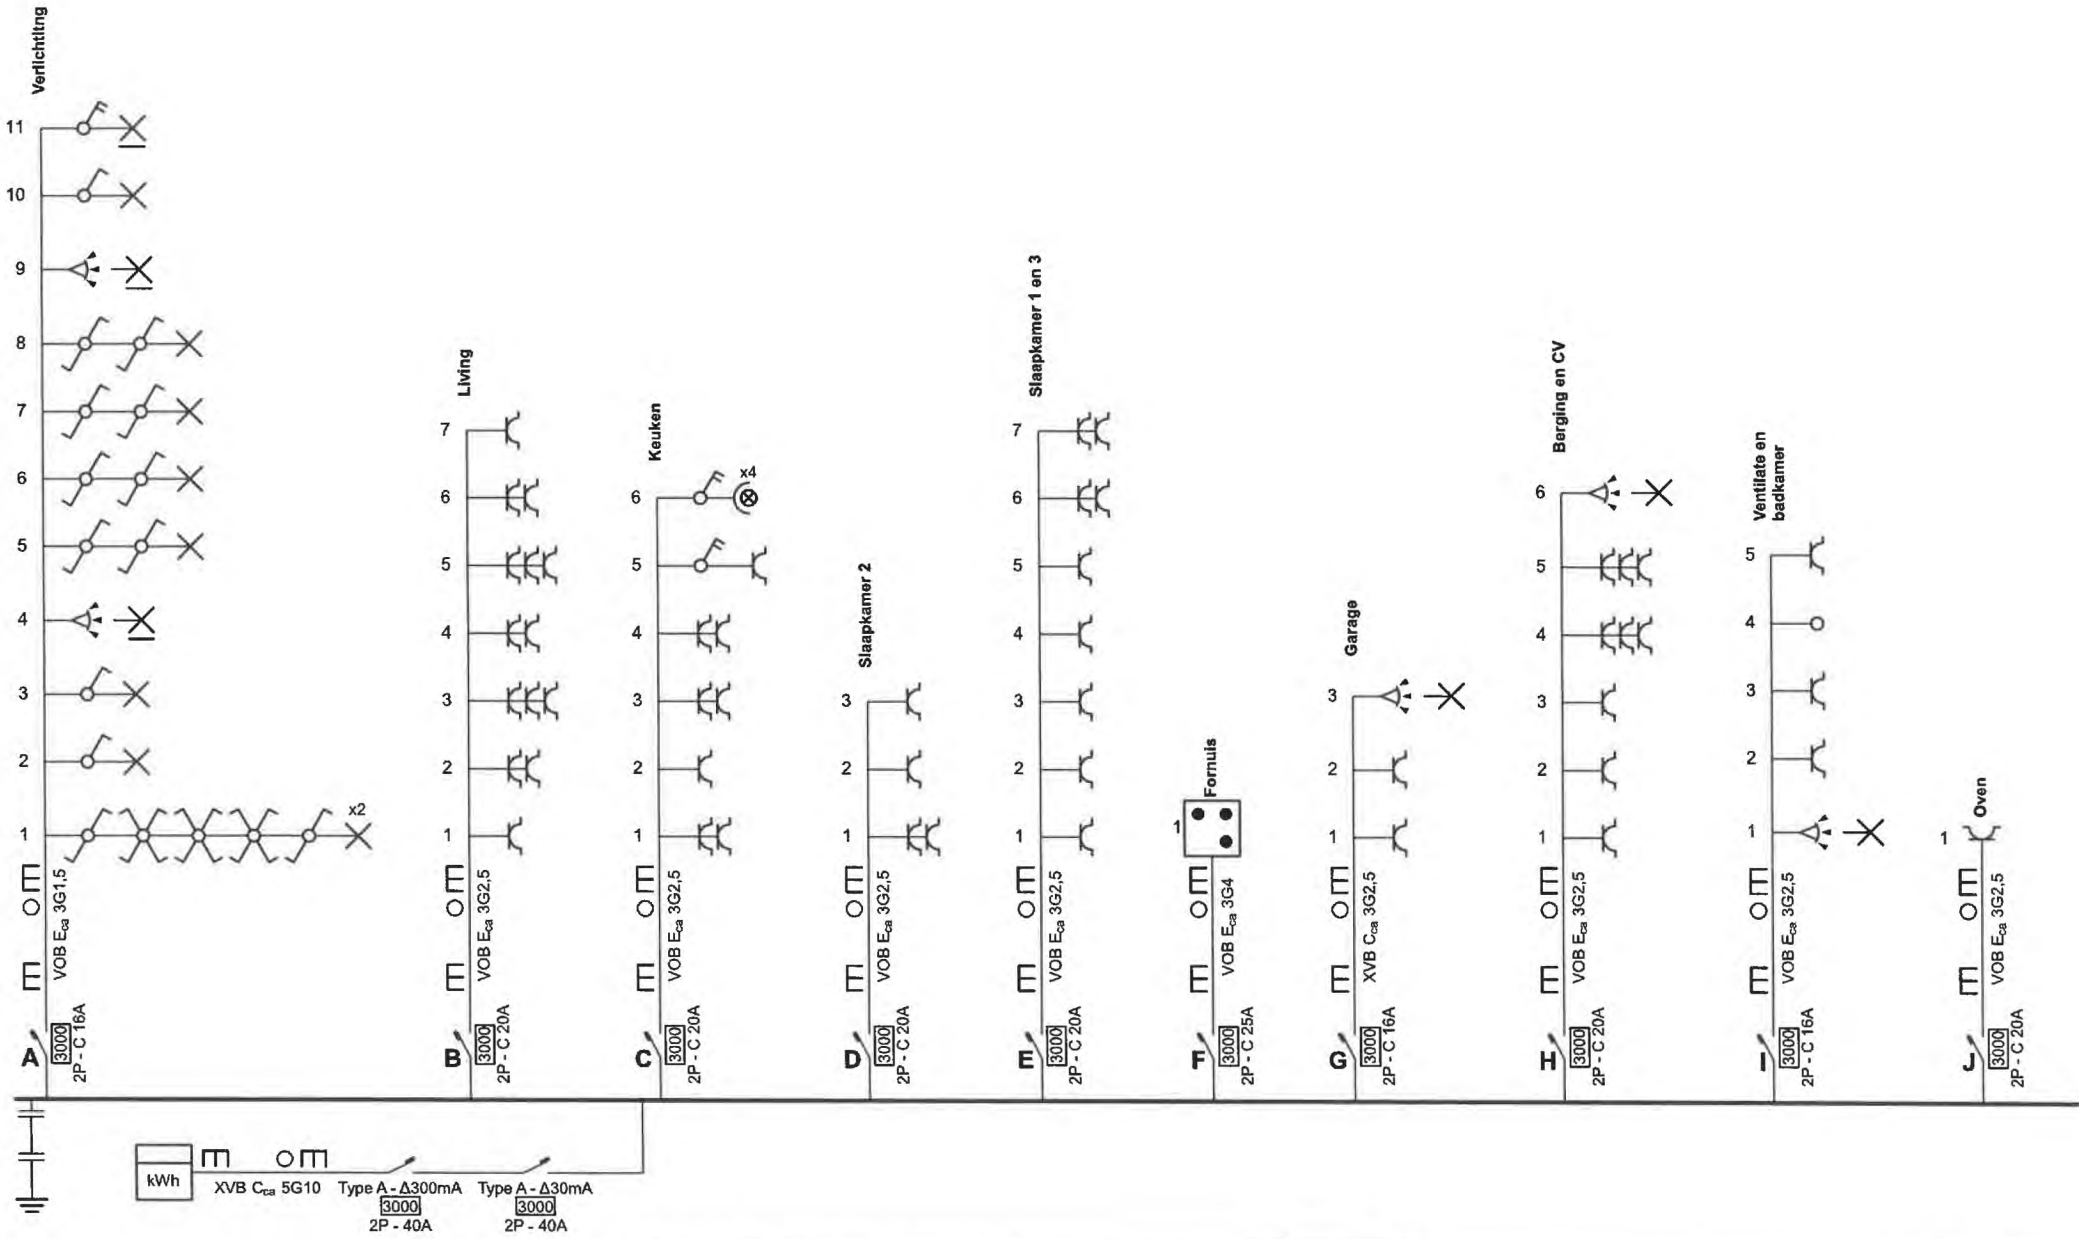 Verlichtitng
11
10
9
8
7
6
5
4
3
2
1
x2
VOB Eca 3G1,5
A
3000
2P - C 16A
Living
7
6
5
4
3
2
1
VOB Eca 3G2,5
B
3000
2P - C 20A
Keuken
6
x4
5
4
3
2
1
VOB Eca 3G2,5
C
3000
2P - C 20A
Slaapkamer 2
3
2
1
VOB Eca 3G2,5
D
3000
2P - C 20A
Slaapkamer 1 en 3
7
6
5
4
3
2
1
VOB Eca 3G2,5
E
3000
2P - C 20A
Fornuis
1
VOB Eca 3G4
F
3000
2P - C 25A
Garage
3
2
1
XVB Cca 3G2,5
G
3000
2P - C 16A
Berging en CV
6
5
4
3
2
1
VOB Eca 3G2,5
H
3000
2P - C 20A
Ventilate en
badkamer
5
4
3
2
1
VOB Eca 3G2,5
I
3000
2P - C 16A
Oven
1
VOB Eca 3G2,5
J
3000
2P - C 20A
kWh
XVB Cca 5G10
Type A - Δ300mA
3000
2P - 40A
Type A - Δ30mA
3000
2P - 40A